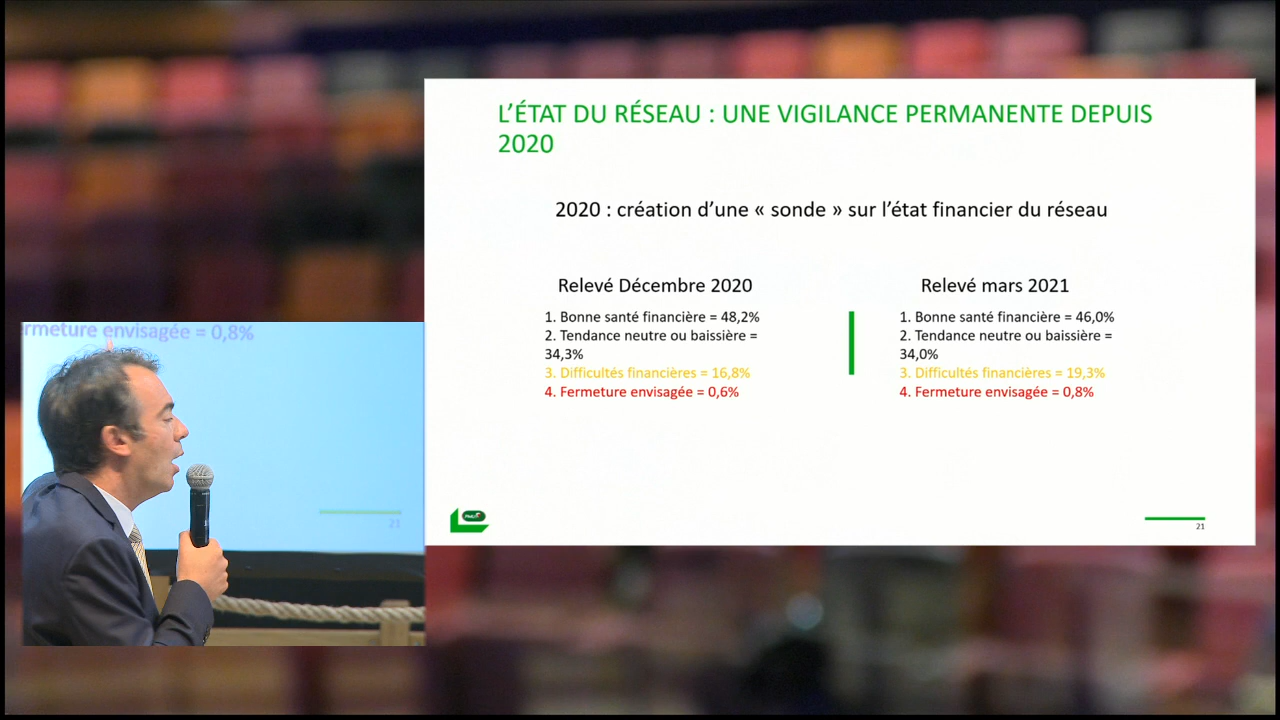 L'ÉTAT DU RÉSEAU : UNE VIGILANCE PERMANENTE DEPUIS
2020
2020 : création d'une « sonde » sur l'état financier du réseau
Relevé Décembre 2020
1. Bonne santé financière = 48,2%
2. Tendance neutre ou baissière =
34,3%
3. Difficultés financières = 16,8%
4. Fermeture envisagée = 0,6%
Relevé mars 2021
1. Bonne santé financière = 46,0%
2. Tendance neutre ou baissière =
34,0%
3. Difficultés financières = 19,3%
4. Fermeture envisagée = 0,8%
21
rmeture envisagée = 0,8%
21